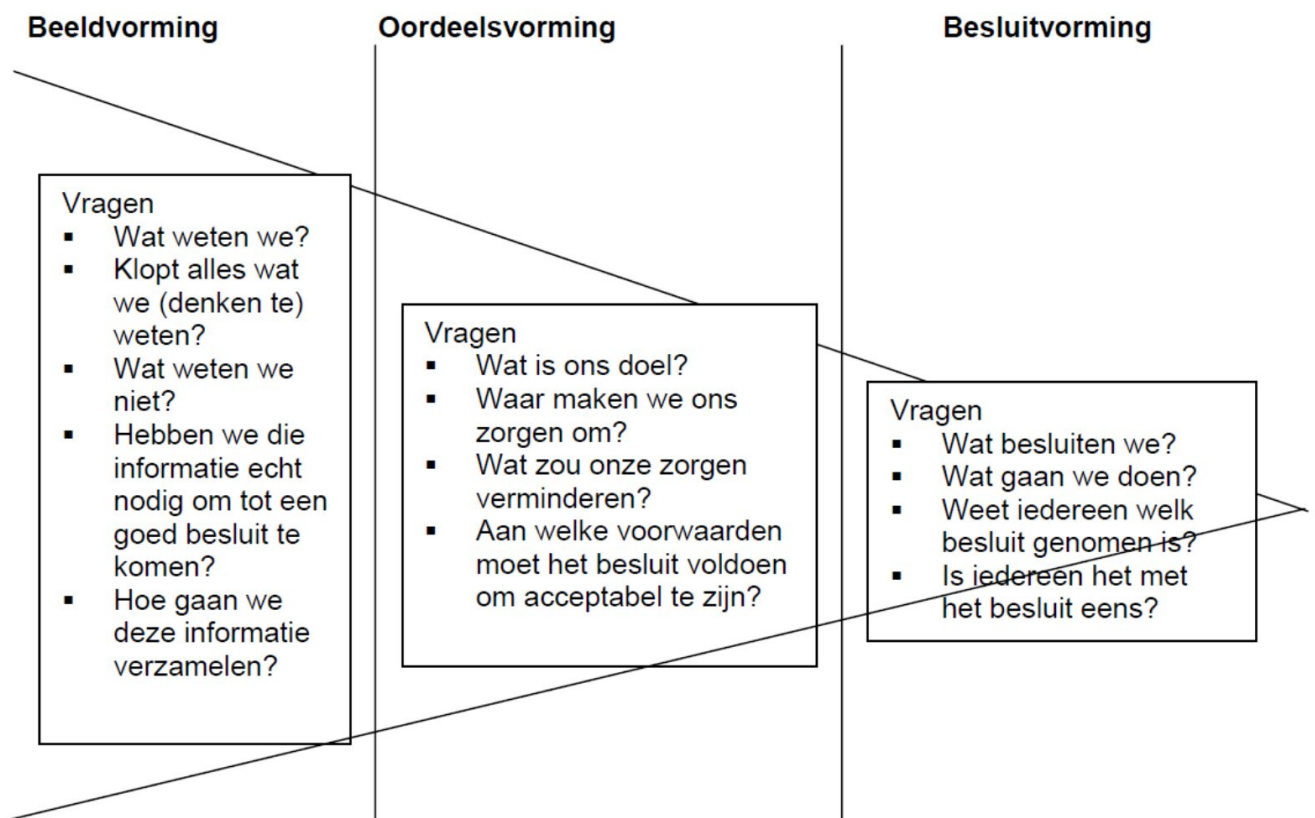 Beeldvorming
Oordeelsvorming
Besluitvorming
Vragen
▪ Wat weten we?
▪ Klopt alles wat
we (denken te)
weten?
▪ Wat weten we
niet?
▪ Hebben we die
informatie echt
nodig om tot een
goed besluit te
komen?
▪ Hoe gaan we
deze informatie
verzamelen?
Vragen
▪ Wat is ons doel?
▪ Waar maken we ons
zorgen om?
▪ Wat zou onze zorgen
verminderen?
▪ Aan welke voorwaarden
moet het besluit voldoen
om acceptabel te zijn?
Vragen
▪ Wat besluiten we?
▪ Wat gaan we doen?
▪ Weet iedereen welk
besluit genomen is?
▪ Is iedereen het met
het besluit eens?